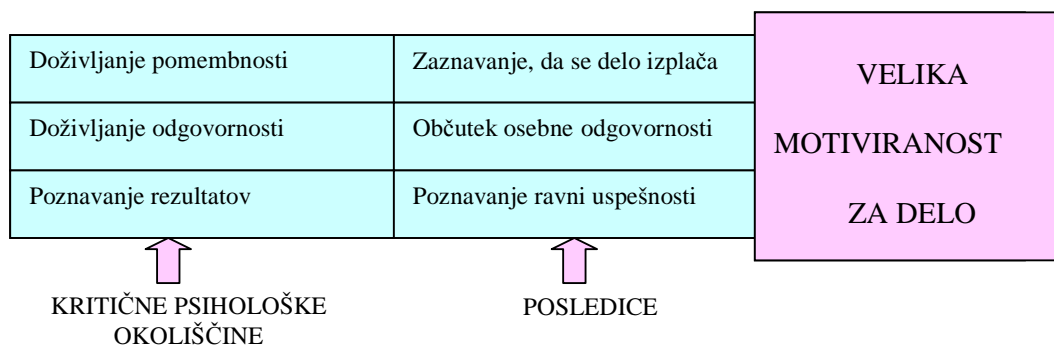 Doživljanje pomembnosti
Zaznavanje, da se delo izplača
Doživljanje odgovornosti
Občutek osebne odgovornosti
Poznavanje rezultatov
Poznavanje ravni uspešnosti
VELIKA
MOTIVIRANOST
ZA DELO
KRITIČNE PSIHOLOŠKE
OKOLIŠČINE
POSLEDICE